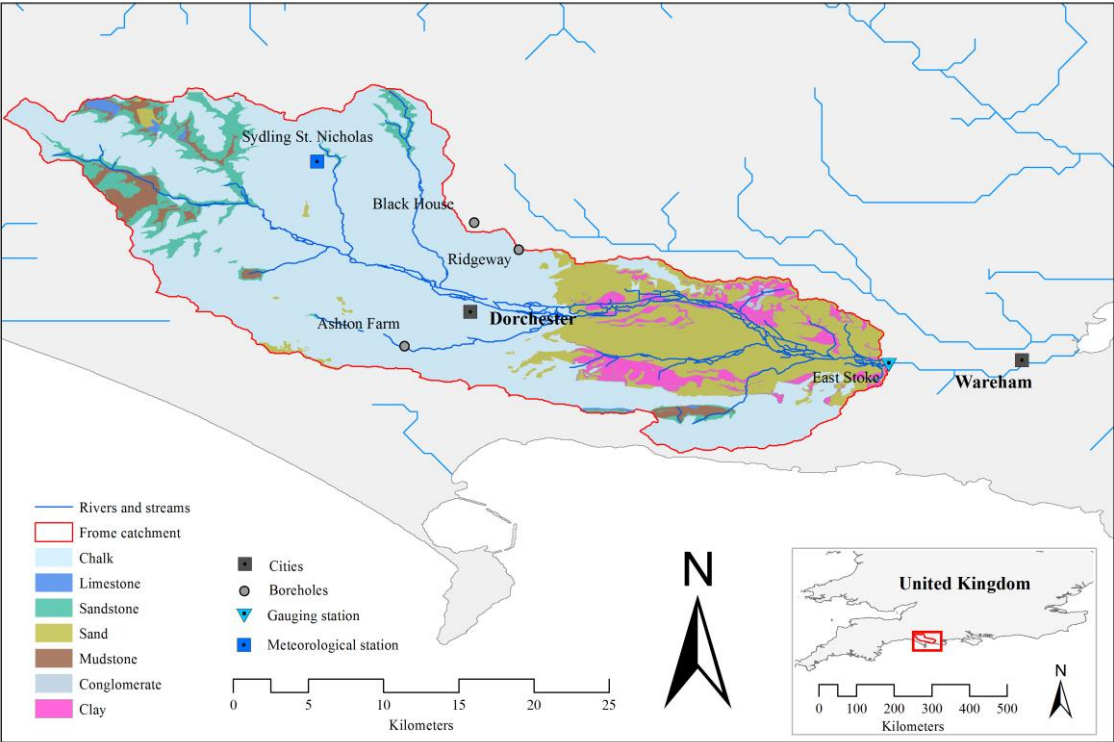 Sydling St. Nicholas
Black House
Ridgeway
Ashton Farm
Dorchester
East Stoke
Wareham
Rivers and streams
Frome catchment
Chalk
Limestone
Sandstone
Sand
Mudstone
Conglomerate
Clay
Cities
Boreholes
Gauging station
Meteorological station
0 5 10 15 20 25
Kilometers
N
United Kingdom
N
0 100 200 300 400 500
Kilometers